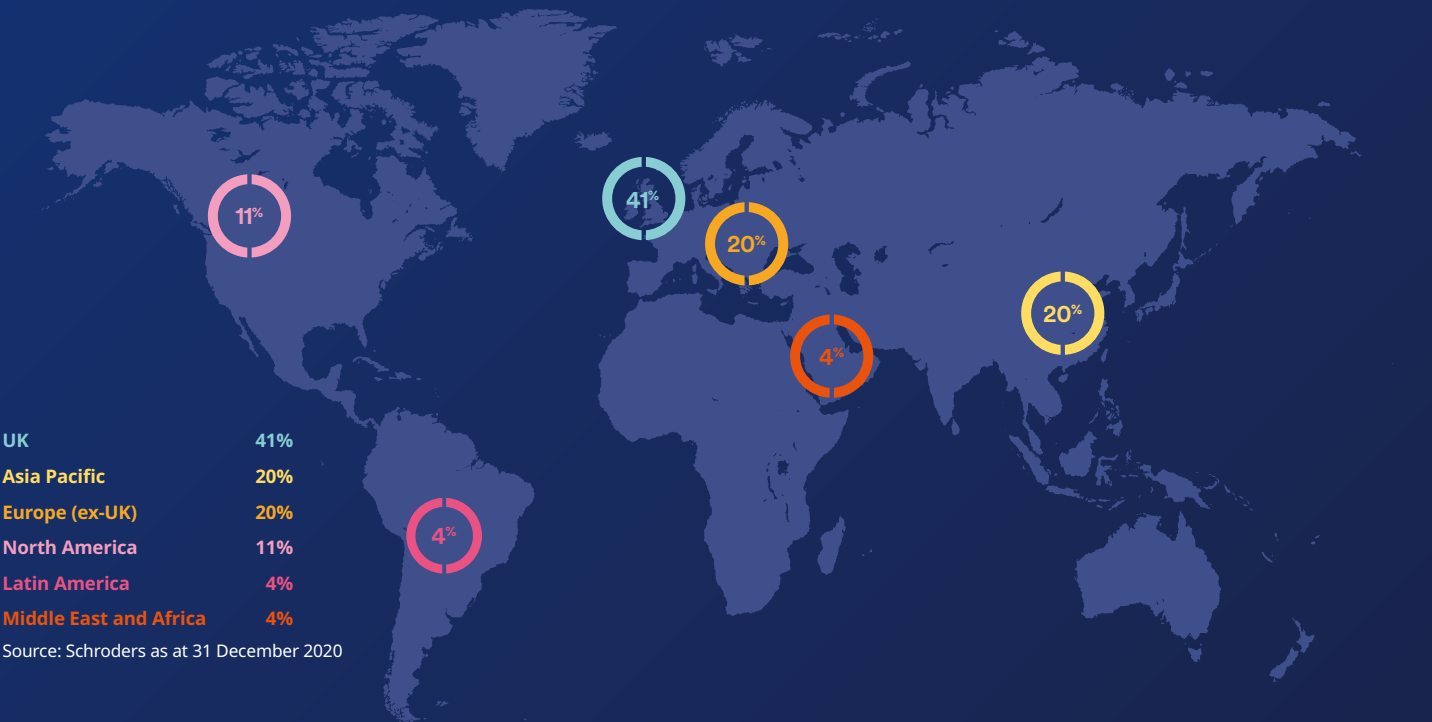 11%
41%
20%
20%
4%
4%
UK 41%
Asia Pacific 20%
Europe (ex-UK) 20%
North America 11%
Latin America 4%
Middle East and Africa 4%
Source: Schroders as at 31 December 2020